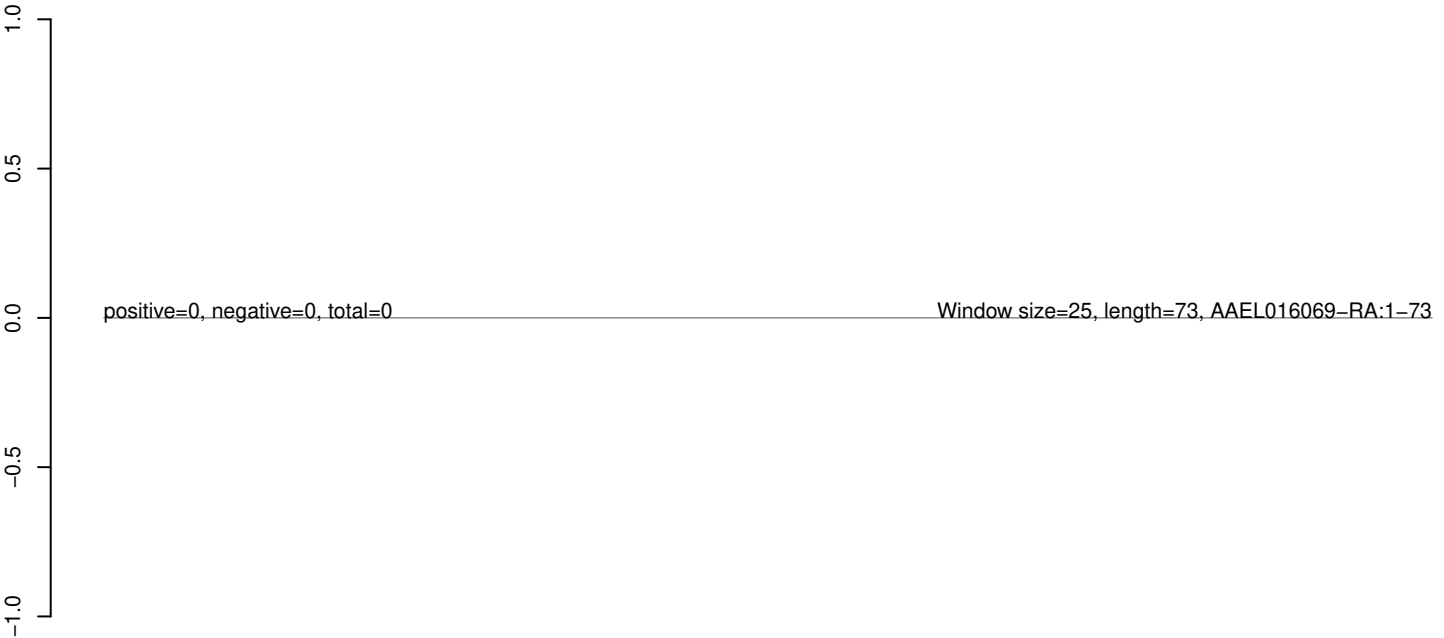 1.0
0.5
0.0
−0.5
−1.0
positive=0, negative=0, total=0
Window size=25, length=73, AAEL016069−RA:1−73